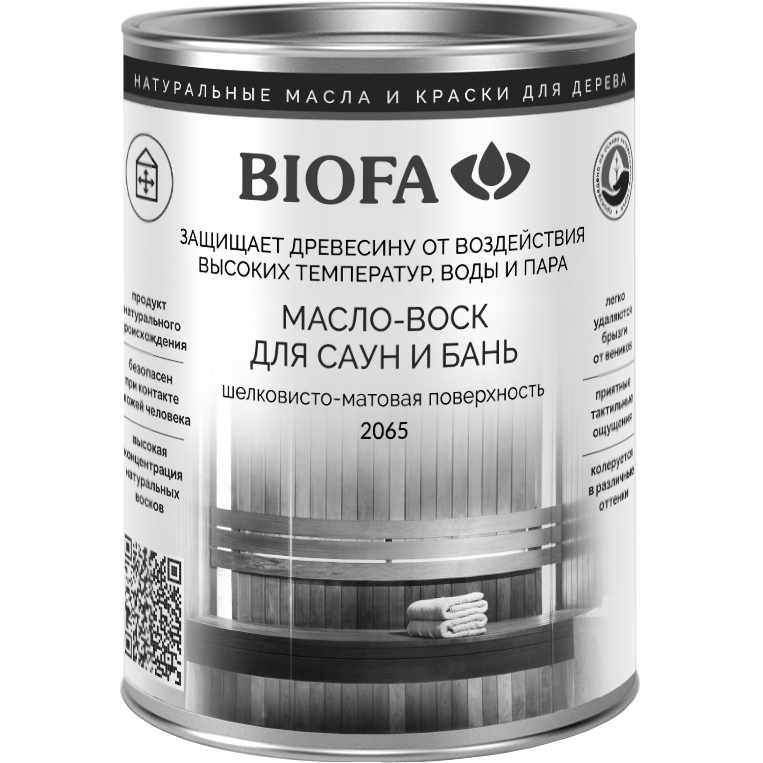 НАТУРАЛЬНЫЕ МАСЛА И КРАСКИ ДЛЯ ДЕРЕВА
BIOFA
ЗАЩИЩАЕТ ДРЕВЕСИНУ ОТ ВОЗДЕЙСТВИЯ
ВЫСОКИХ ТЕМПЕРАТУР, ВОДЫ И ПАРА
МАСЛО-ВОСК
ДЛЯ САУН И БАНЬ
шелковисто-матовая поверхность
2065
продукт
натурального
происхождения
безопасен
при контакте
кожей человека
высокая
концентрация
натуральных
восков
легко
удаляются
брызги
от веников
приятные
тактильные
ощущения
колеруется
в различные
оттенки